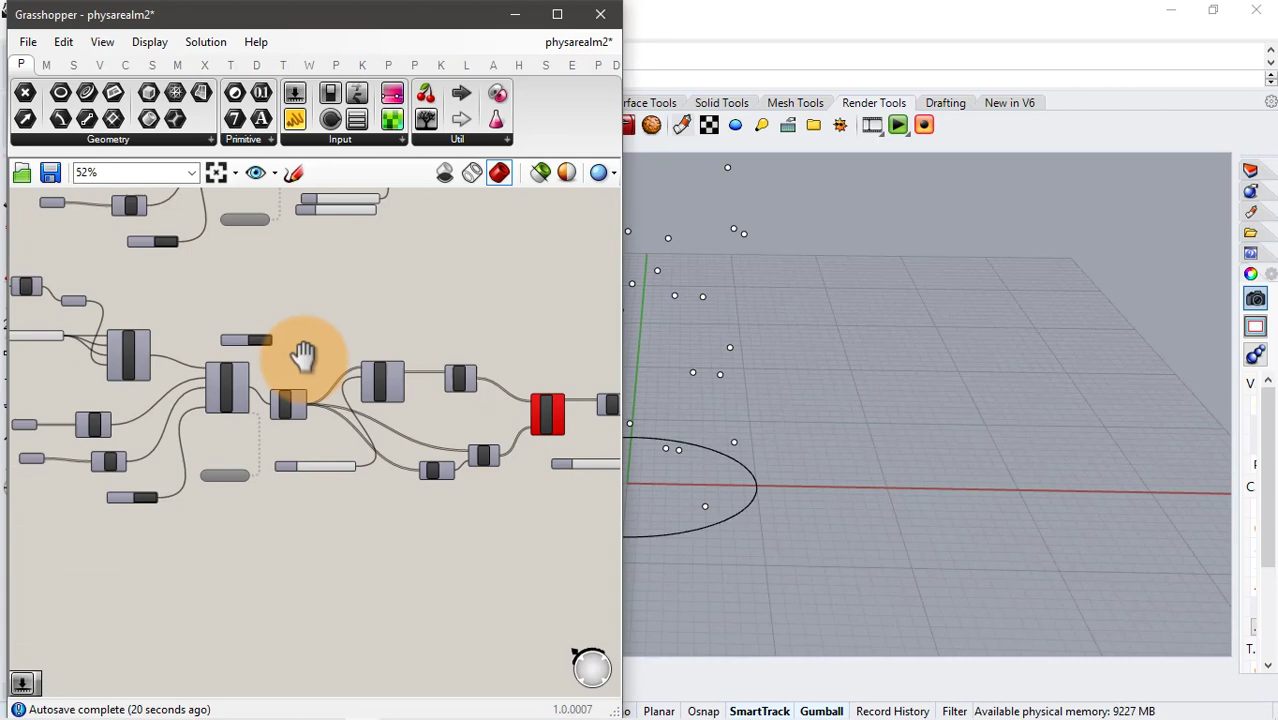 Grasshopper - physarealm2*
File Edit View Display Solution Help physarealm2*
P M S V C S M X T D T W P K P P K L A H S E P D
Geometry Primitive Input Util
52%
rface Tools Solid Tools Mesh Tools Render Tools Drafting New in V6
V
C
T.
Autosave complete (20 seconds ago) 1.0.0007
Planar Osnap SmartTrack Gumball Record History Filter Available physical memory: 9227 MB